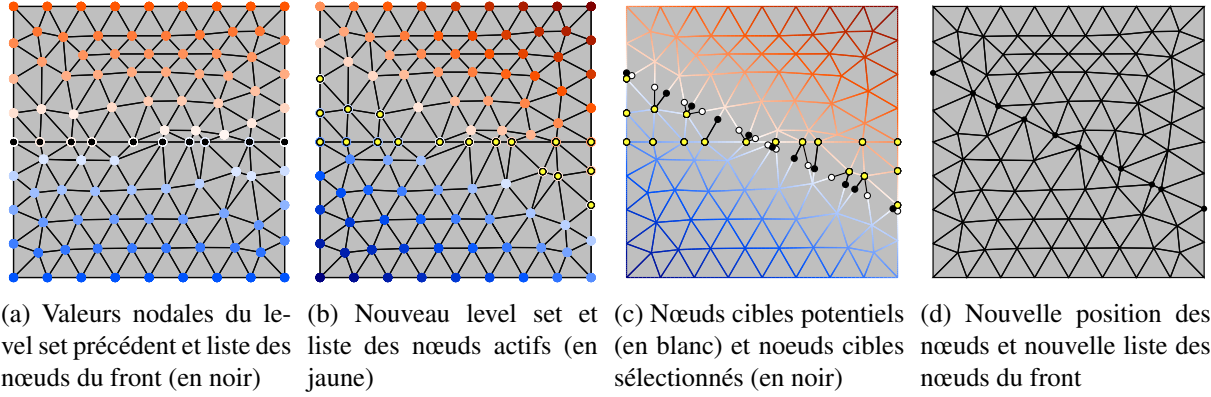 (a) Valeurs nodales du le-
vel set précédent et liste des
nœuds du front (en noir)
(b) Nouveau level set et
liste des nœuds actifs (en
jaune)
(c) Nœuds cibles potentiels
(en blanc) et noeuds cibles
sélectionnés (en noir)
(d) Nouvelle position des
nœuds et nouvelle liste des
nœuds du front